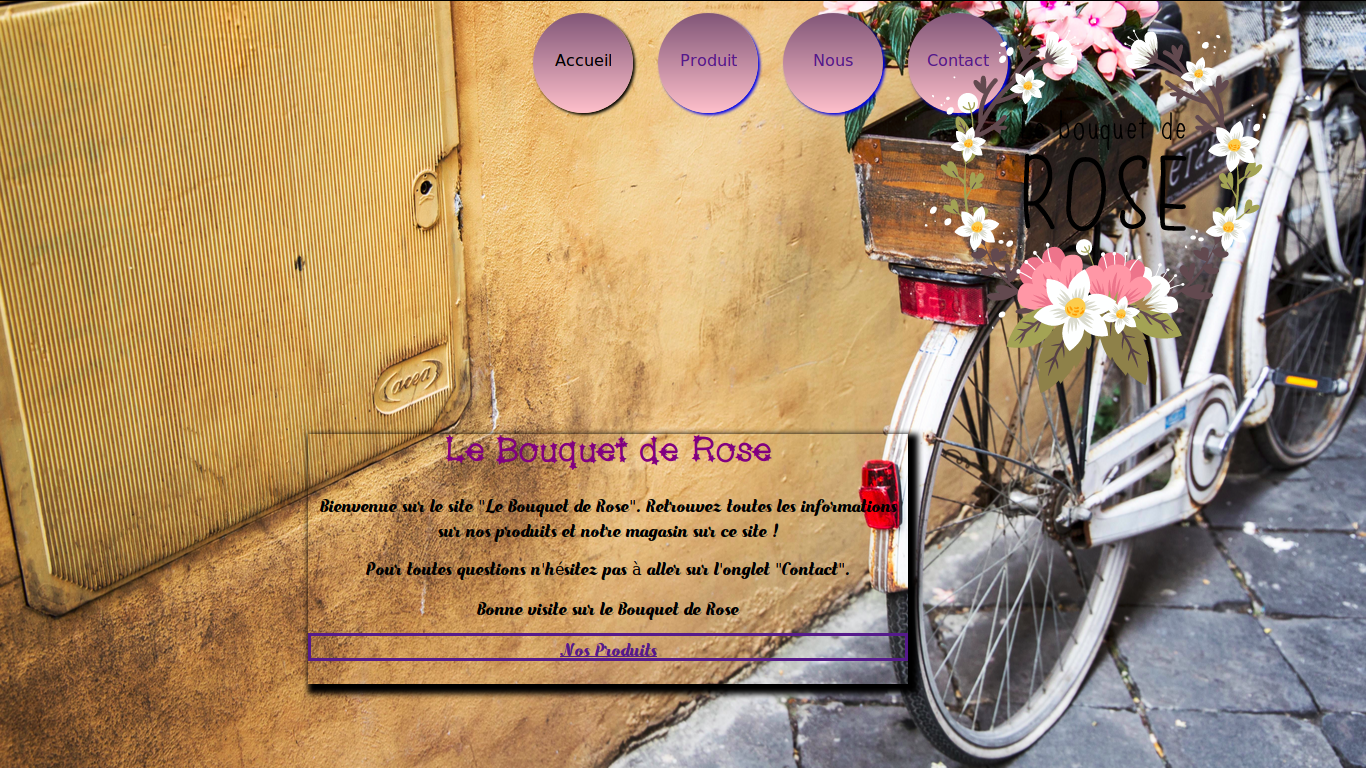 Accueil
Produit
Nous
Contact
bouquet de
ROSE
acea
Le Bouquet de Rose
Bienvenue sur le site "Le Bouquet de Rose". Retrouvez toutes les informations
sur nos produits et notre magasin sur ce site !
Pour toutes questions n'hésitez pas à aller sur l'onglet "Contact".
Bonne visite sur le Bouquet de Rose
Nos Produits